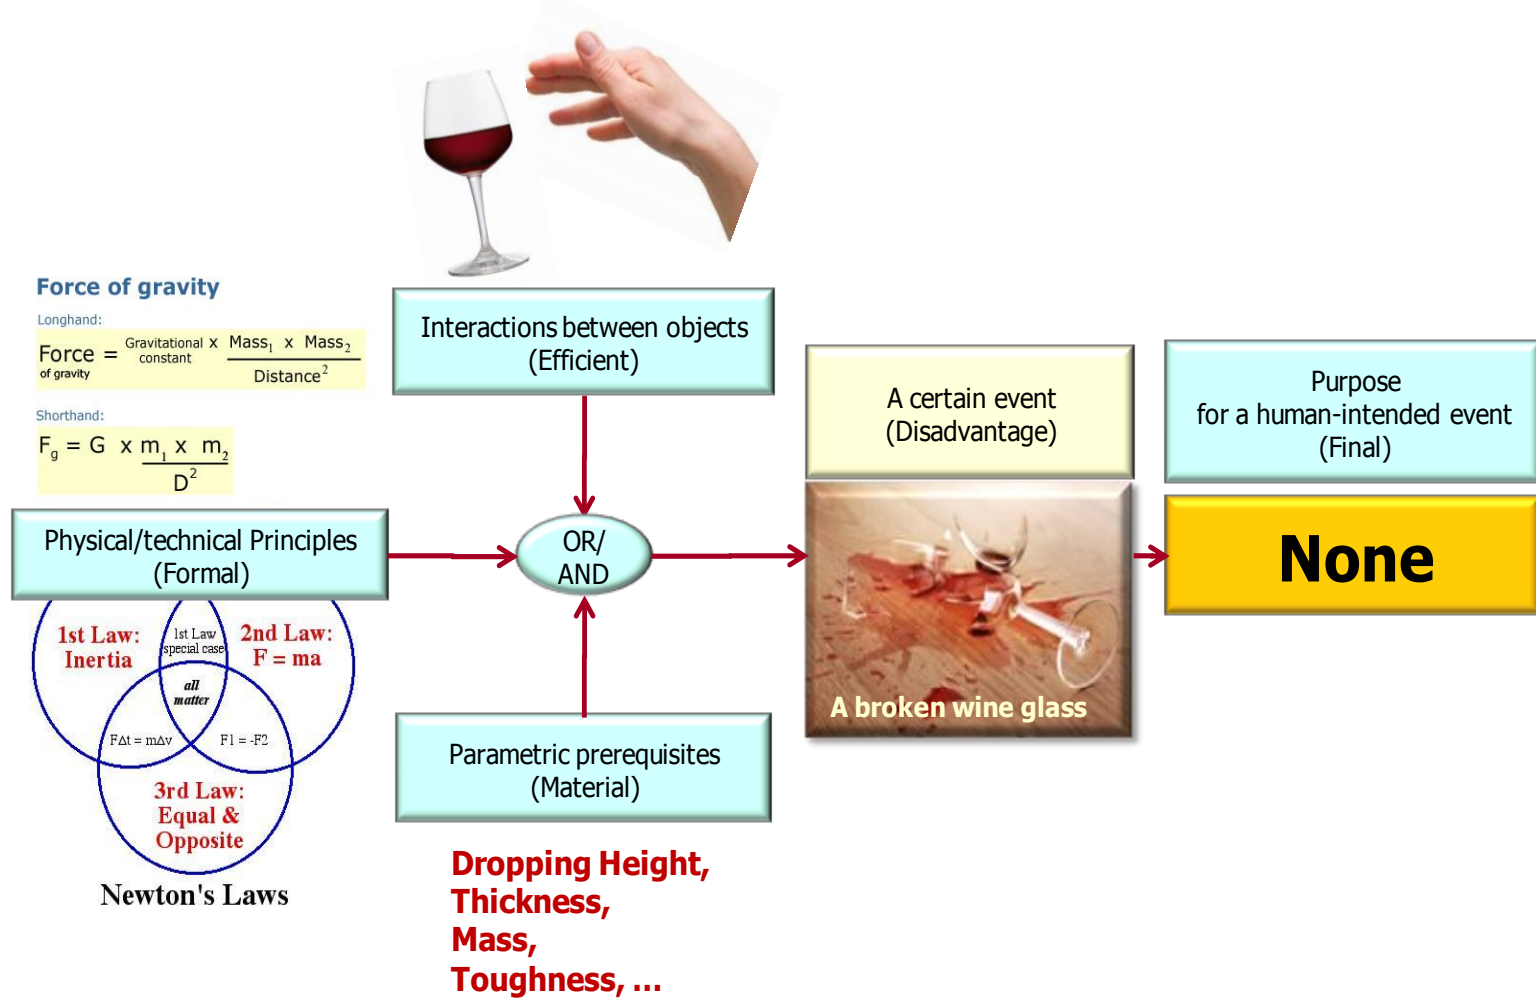 Force of gravity
Longhand:
Force of gravity = Gravitational constant x Mass1 x Mass2
Distance2
Shorthand:
Fg = G x m1 x m2
D2
Interactions between objects
(Efficient)
Physical/technical Principles
(Formal)
OR/
AND
A certain event
(Disadvantage)
Purpose
for a human-intended event
(Final)
None
A broken wine glass
1st Law:
Inertia
1st Law
special case
2nd Law:
F = ma
all
matter
FΔt = mΔv
F1 = -F2
3rd Law:
Equal &
Opposite
Newton's Laws
Parametric prerequisites
(Material)
Dropping Height,
Thickness,
Mass,
Toughness, ...